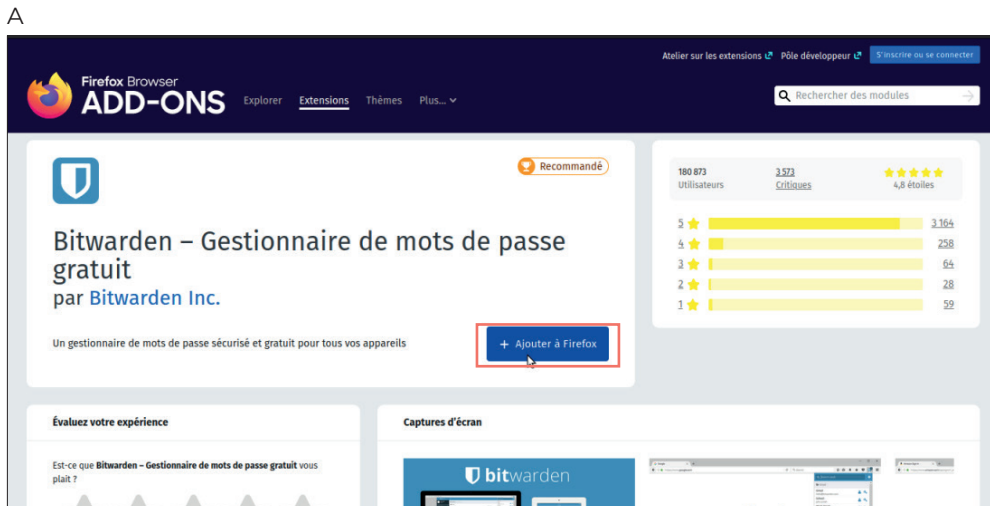 A
Atelier sur les extensions Pôle développeur S'inscrire ou se connecter
Firefox Browser
ADD-ONS Explorer Extensions Thèmes Plus... Rechercher des modules
Recommandé
Bitwarden – Gestionnaire de mots de passe
gratuit
par Bitwarden Inc.
Un gestionnaire de mots de passe sécurisé et gratuit pour tous vos appareils
+ Ajouter à Firefox
180 873 3 573
Utilisateurs Critiques 4,8 étoiles
5 3 164
4 258
3 64
2 28
1 59
Évaluez votre expérience
Est-ce que Bitwarden – Gestionnaire de mots de passe gratuit vous
plait ?
Captures d'écran
bitwarden